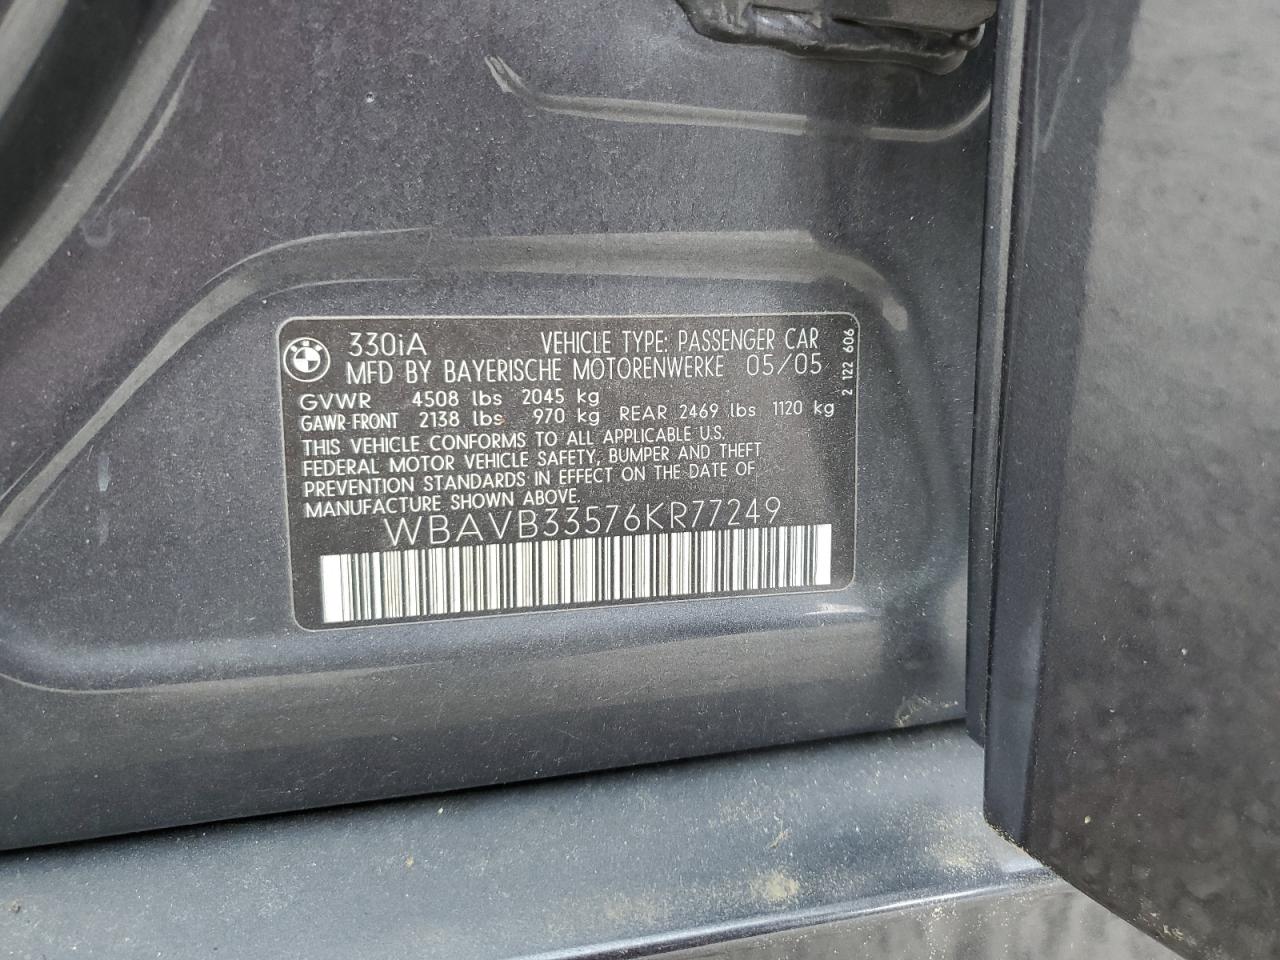 330iA VEHICLE TYPE: PASSENGER CAR
MFD BY BAYERISCHE MOTORENWERKE 05/05
GVWR 4508 lbs 2045 kg
GAWR-FRONT 2138 lbs 970 kg REAR 2469 lbs 1120 kg
THIS VEHICLE CONFORMS TO ALL APPLICABLE U.S.
FEDERAL MOTOR VEHICLE SAFETY, BUMPER AND THEFT
PREVENTION STANDARDS IN EFFECT ON THE DATE OF
MANUFACTURE SHOWN ABOVE.
WBAVB33576KR77249
2 122 606